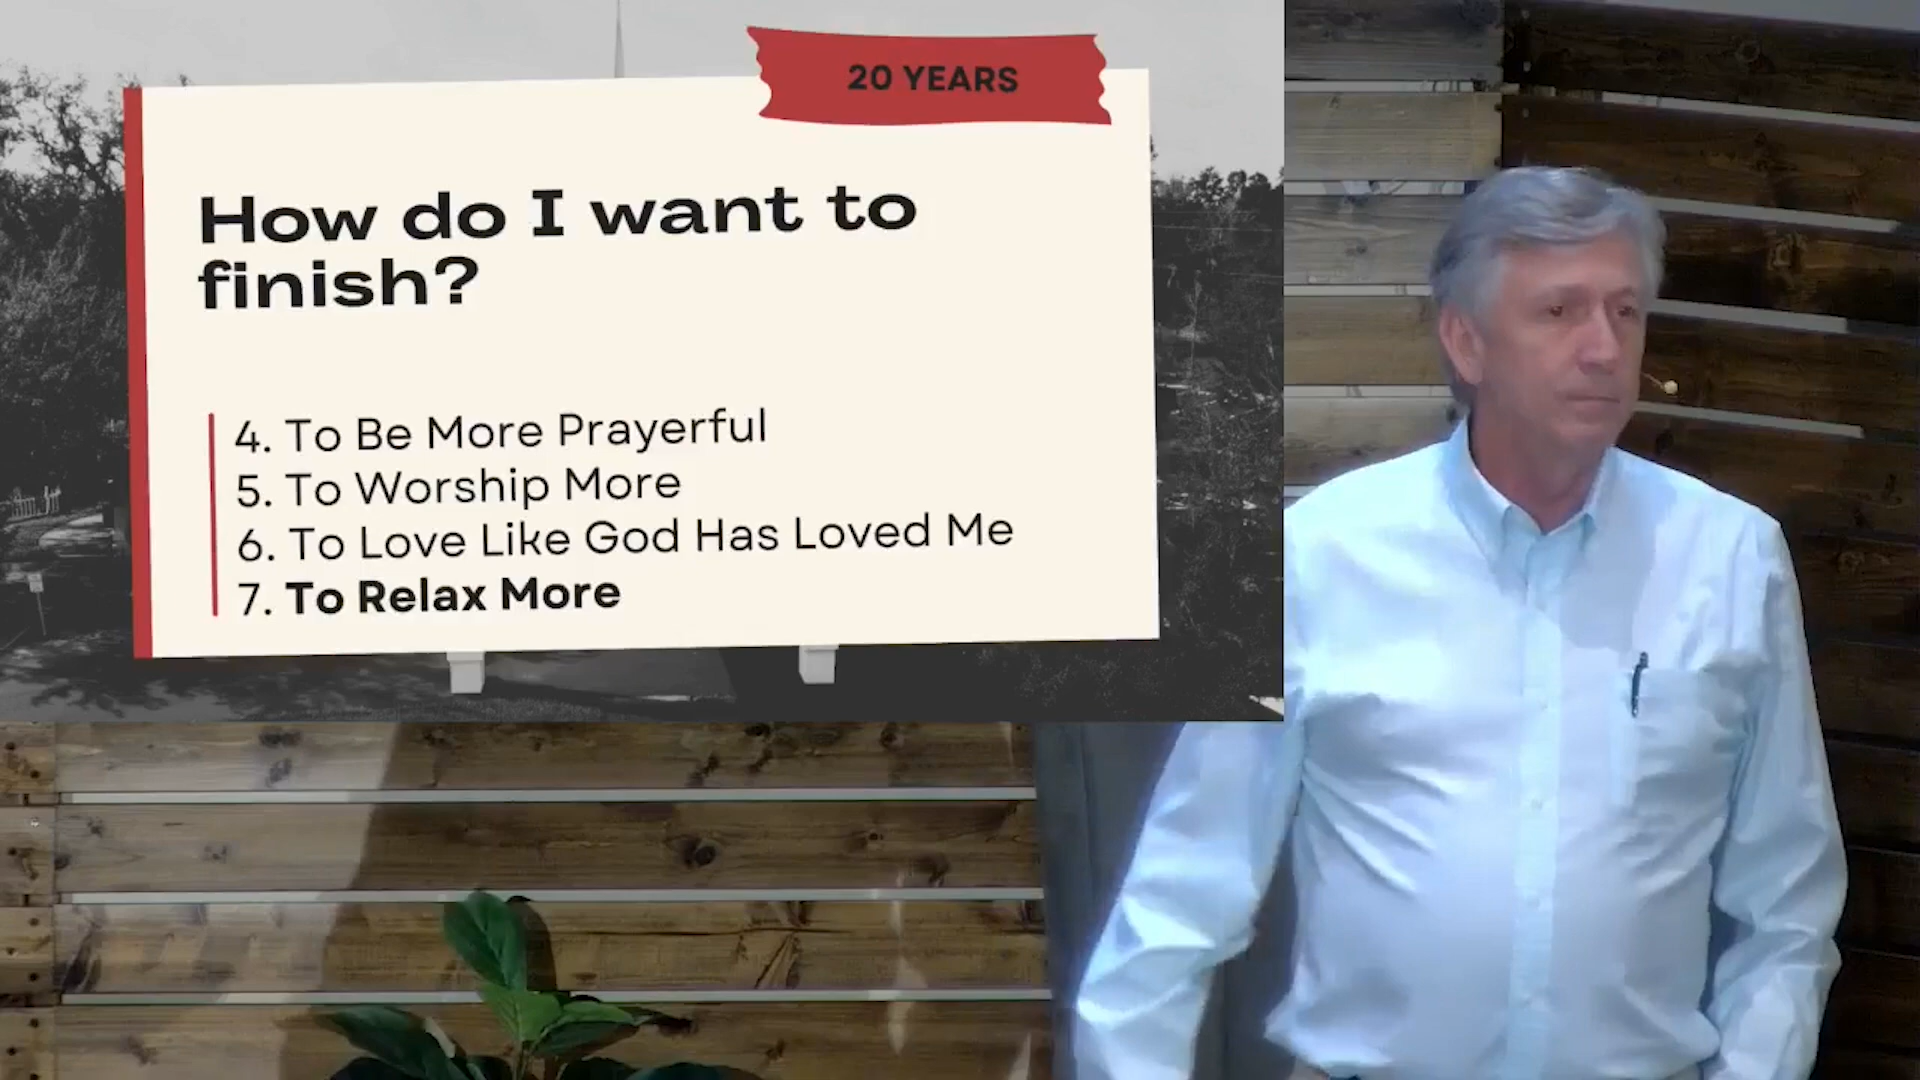 20 YEARS
How do I want to
finish?
4. To Be More Prayerful
5. To Worship More
6. To Love Like God Has Loved Me
7. To Relax More